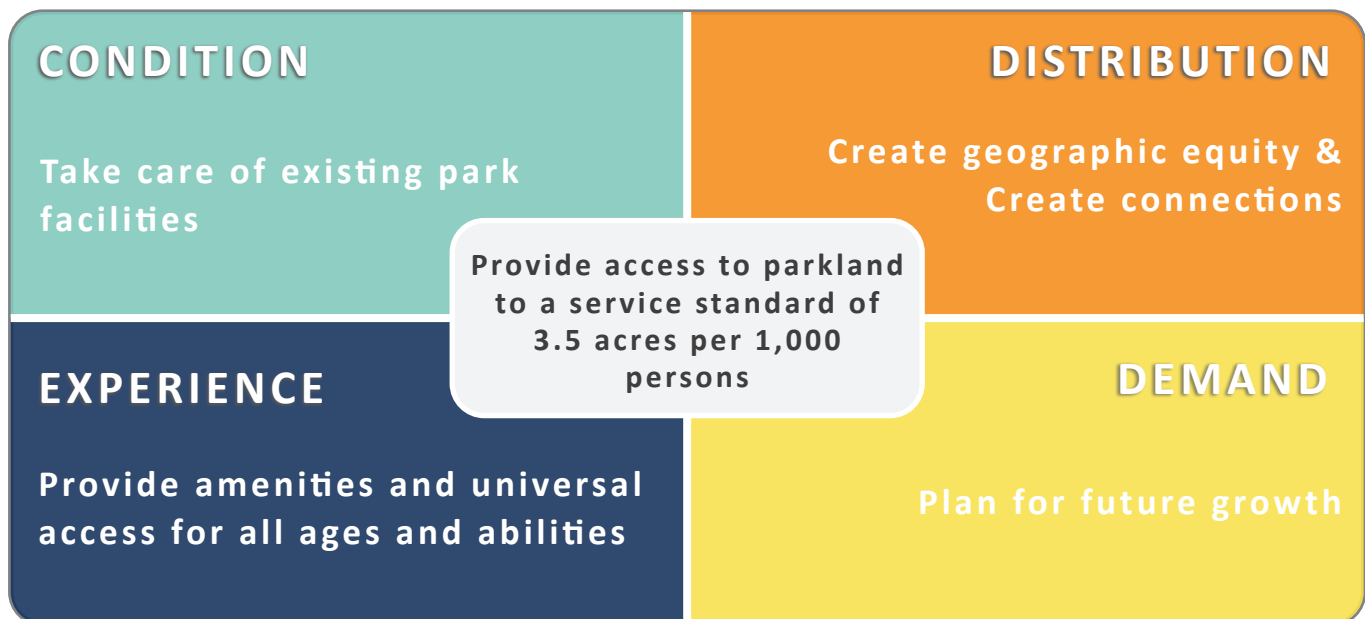 CONDITION
Take care of existing park
facilities
DISTRIBUTION
Create geographic equity &
Create connections
Provide access to parkland
to a service standard of
3.5 acres per 1,000
persons
EXPERIENCE
Provide amenities and universal
access for all ages and abilities
DEMAND
Plan for future growth